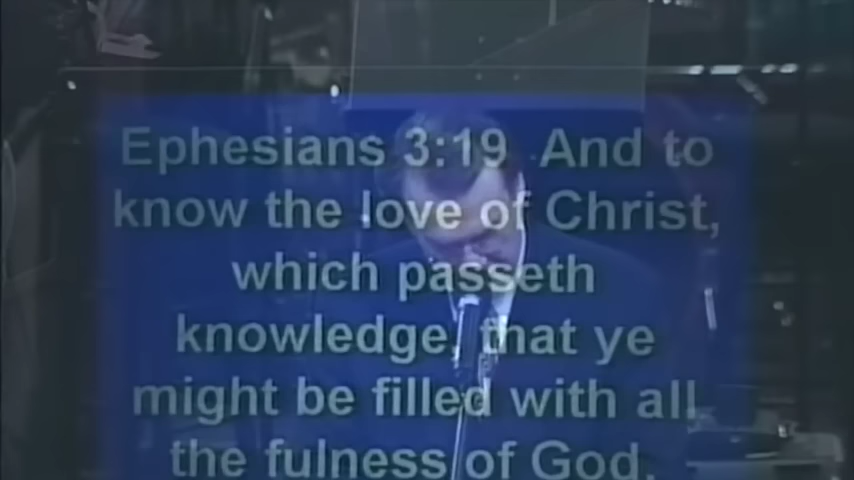 Ephesians 3:19 And to
know the love of Christ,
which passeth
knowledge, that ye
might be filled with all
the fulness of God.